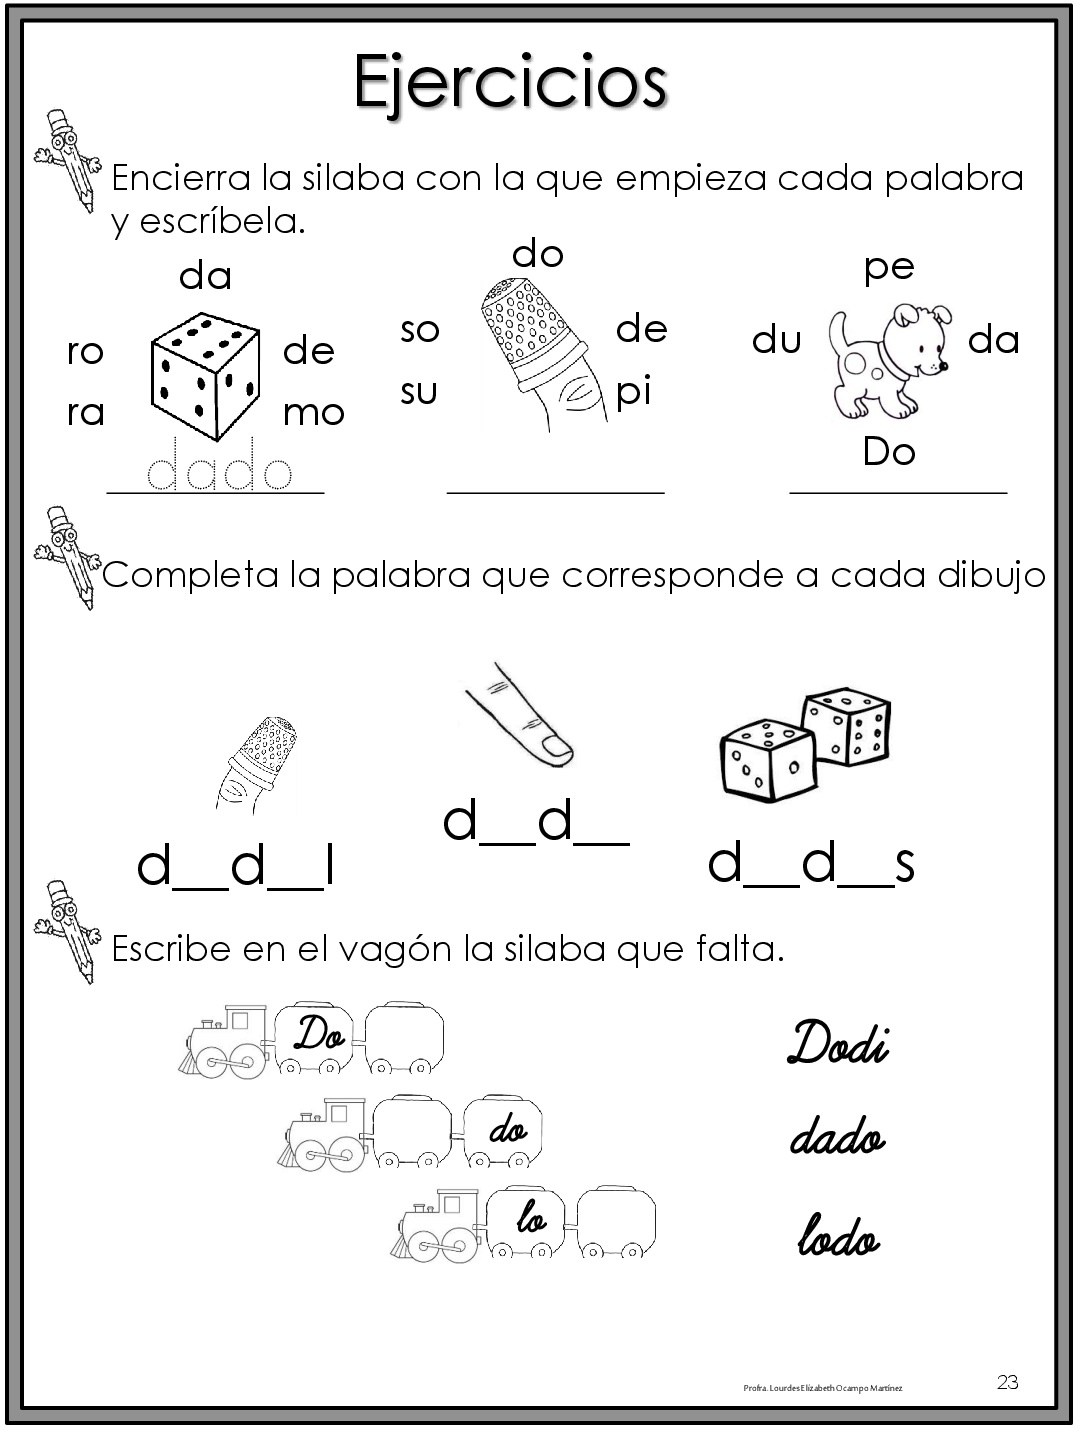 Ejercicios
Encierra la silaba con la que empieza cada palabra
y escríbela.
da
ro de
ra mo
dado
do
so de
su pi
pe
du da
Do
Completa la palabra que corresponde a cada dibujo
d__d__l
d__d__
d__d__s
Escribe en el vagón la silaba que falta.
Do
Dodi
do
dado
lo
lodo
Profra. Lourdes Elizabeth Ocampo Martínez
23